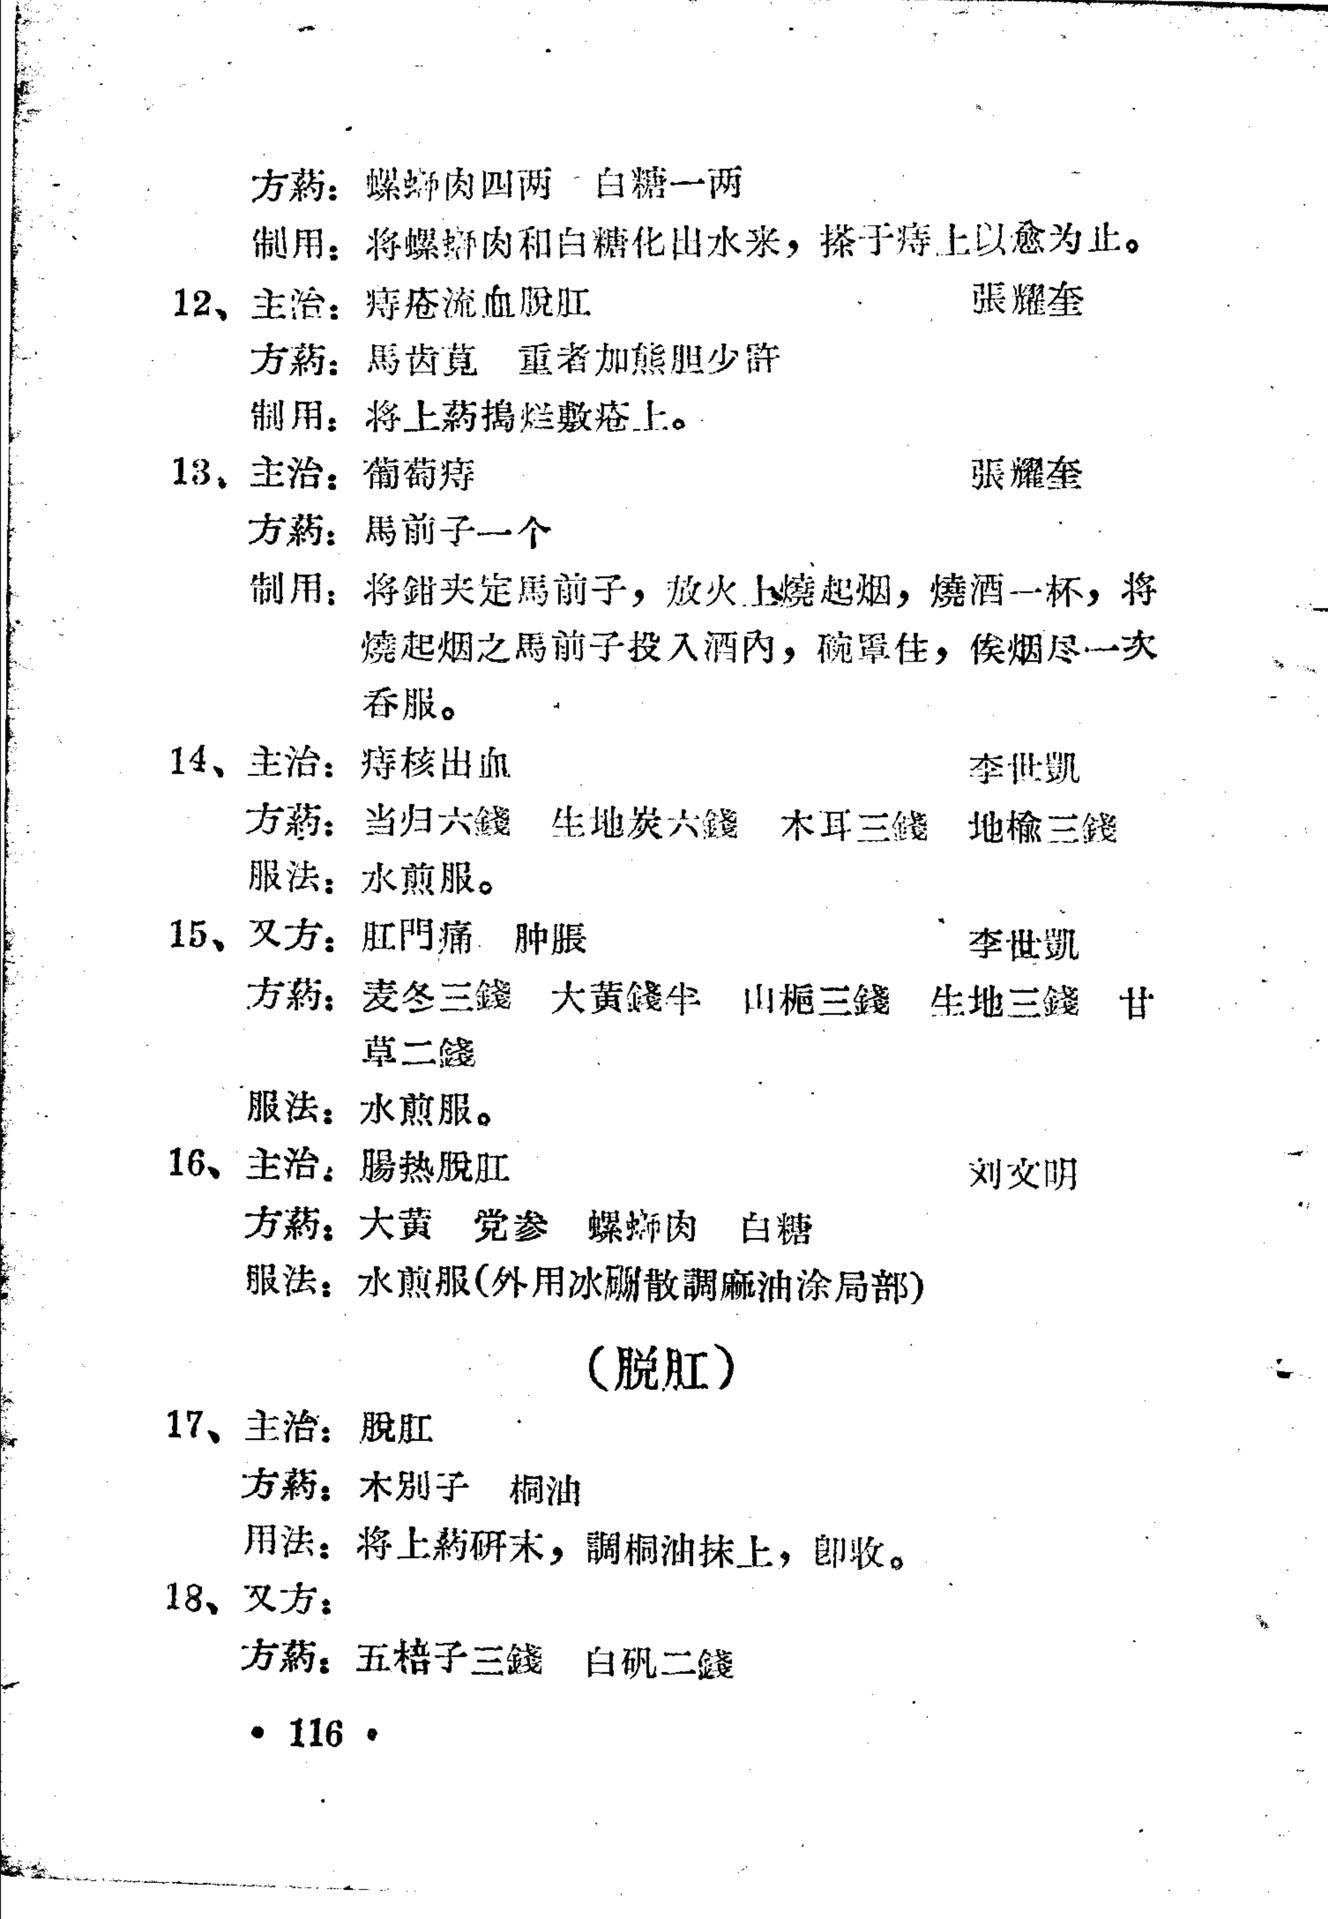 方葯：螺螄肉四两　白糖一两
制用：将螺螄肉和白糖化出水来，搽于痔上以愈为止。
12、主治：痔疮流血脫肛　張耀奎
方葯：馬齿莧　重者加熊胆少許
制用：将上葯搗烂敷疮上。
13、主治：葡萄痔　張耀奎
方葯：馬前子一个
制用：将鉗夹定馬前子，放火上燒起烟，燒酒一杯，将
燒起烟之馬前子投入酒內，碗罩住，俟烟尽一次
吞服。
14、主治：痔核出血　李世凱
方葯：当归六錢　生地炭六錢　木耳三錢　地榆三錢
服法：水煎服。
15、又方：肛門痛　肿脹　李世凱
方葯：麦冬三錢　大黄錢半　山梔三錢　生地三錢　甘
草二錢
服法：水煎服。
16、主治：腸热脫肛　刘文明
方葯：大黄　党参　螺螄肉　白糖
服法：水煎服（外用冰硼散調麻油涂局部）
（脱肛）
17、主治：脫肛
方葯：木別子　桐油
用法：将上葯研末，調桐油抹上，卽收。
18、又方：
方葯：五棓子三錢　白矾二錢
• 116 •